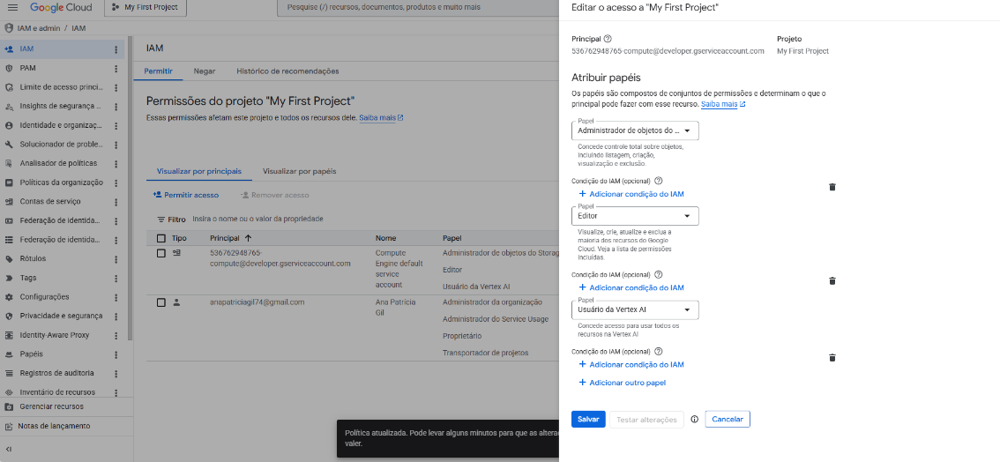 Google Cloud
My First Project
Pesquise (/) recursos, documentos, produtos e muito mais
IAM e admin / IAM
IAM
PAM
Limite de acesso princi...
Insights de segurança ...
Identidade e organizaç...
Solucionador de proble...
Analisador de políticas
Políticas da organização
Contas de serviço
Federação de identida...
Federação de identida...
Rótulos
Tags
Configurações
Privacidade e segurança
Identity-Aware Proxy
Papéis
Registros de auditoria
Inventário de recursos
Gerenciar recursos
Notas de lançamento
IAM
Permitir
Negar
Histórico de recomendações
Permissões do projeto "My First Project"
Essas permissões afetam este projeto e todos os recursos dele. Saiba mais
Visualizar por principais
Visualizar por papéis
Permitir acesso
Remover acesso
Filtro
Insira o nome ou o valor da propriedade
Tipo
Principal
Nome
Papel
536762948765-
compute@developer.gserviceaccount.com
Compute
Engine default
service
account
Administrador de objetos do Storag
Editor
Usuário da Vertex AI
anapatriciagil74@gmail.com
Ana Patrícia
Gil
Administrador da organização
Administrador do Service Usage
Proprietário
Transportador de projetos
Política atualizada. Pode levar alguns minutos para que as altera
valer.
Editar o acesso a "My First Project"
Principal
536762948765-compute@developer.gserviceaccount.com
Projeto
My First Project
Atribuir papéis
Os papéis são compostos de conjuntos de permissões e determinam o que o
principal pode fazer com esse recurso. Saiba mais
Papel
Administrador de objetos do ...
Concede controle total sobre objetos,
incluindo listagem, criação,
visualização e exclusão.
Condição do IAM (opcional)
+ Adicionar condição do IAM
Papel
Editor
Visualize, crie, atualize e exclua a
maioria dos recursos do Google
Cloud. Veja a lista de permissões
incluídas.
Condição do IAM (opcional)
+ Adicionar condição do IAM
Papel
Usuário da Vertex AI
Concede acesso para usar todos os
recursos na Vertex AI
Condição do IAM (opcional)
+ Adicionar condição do IAM
+ Adicionar outro papel
Salvar
Testar alterações
Cancelar